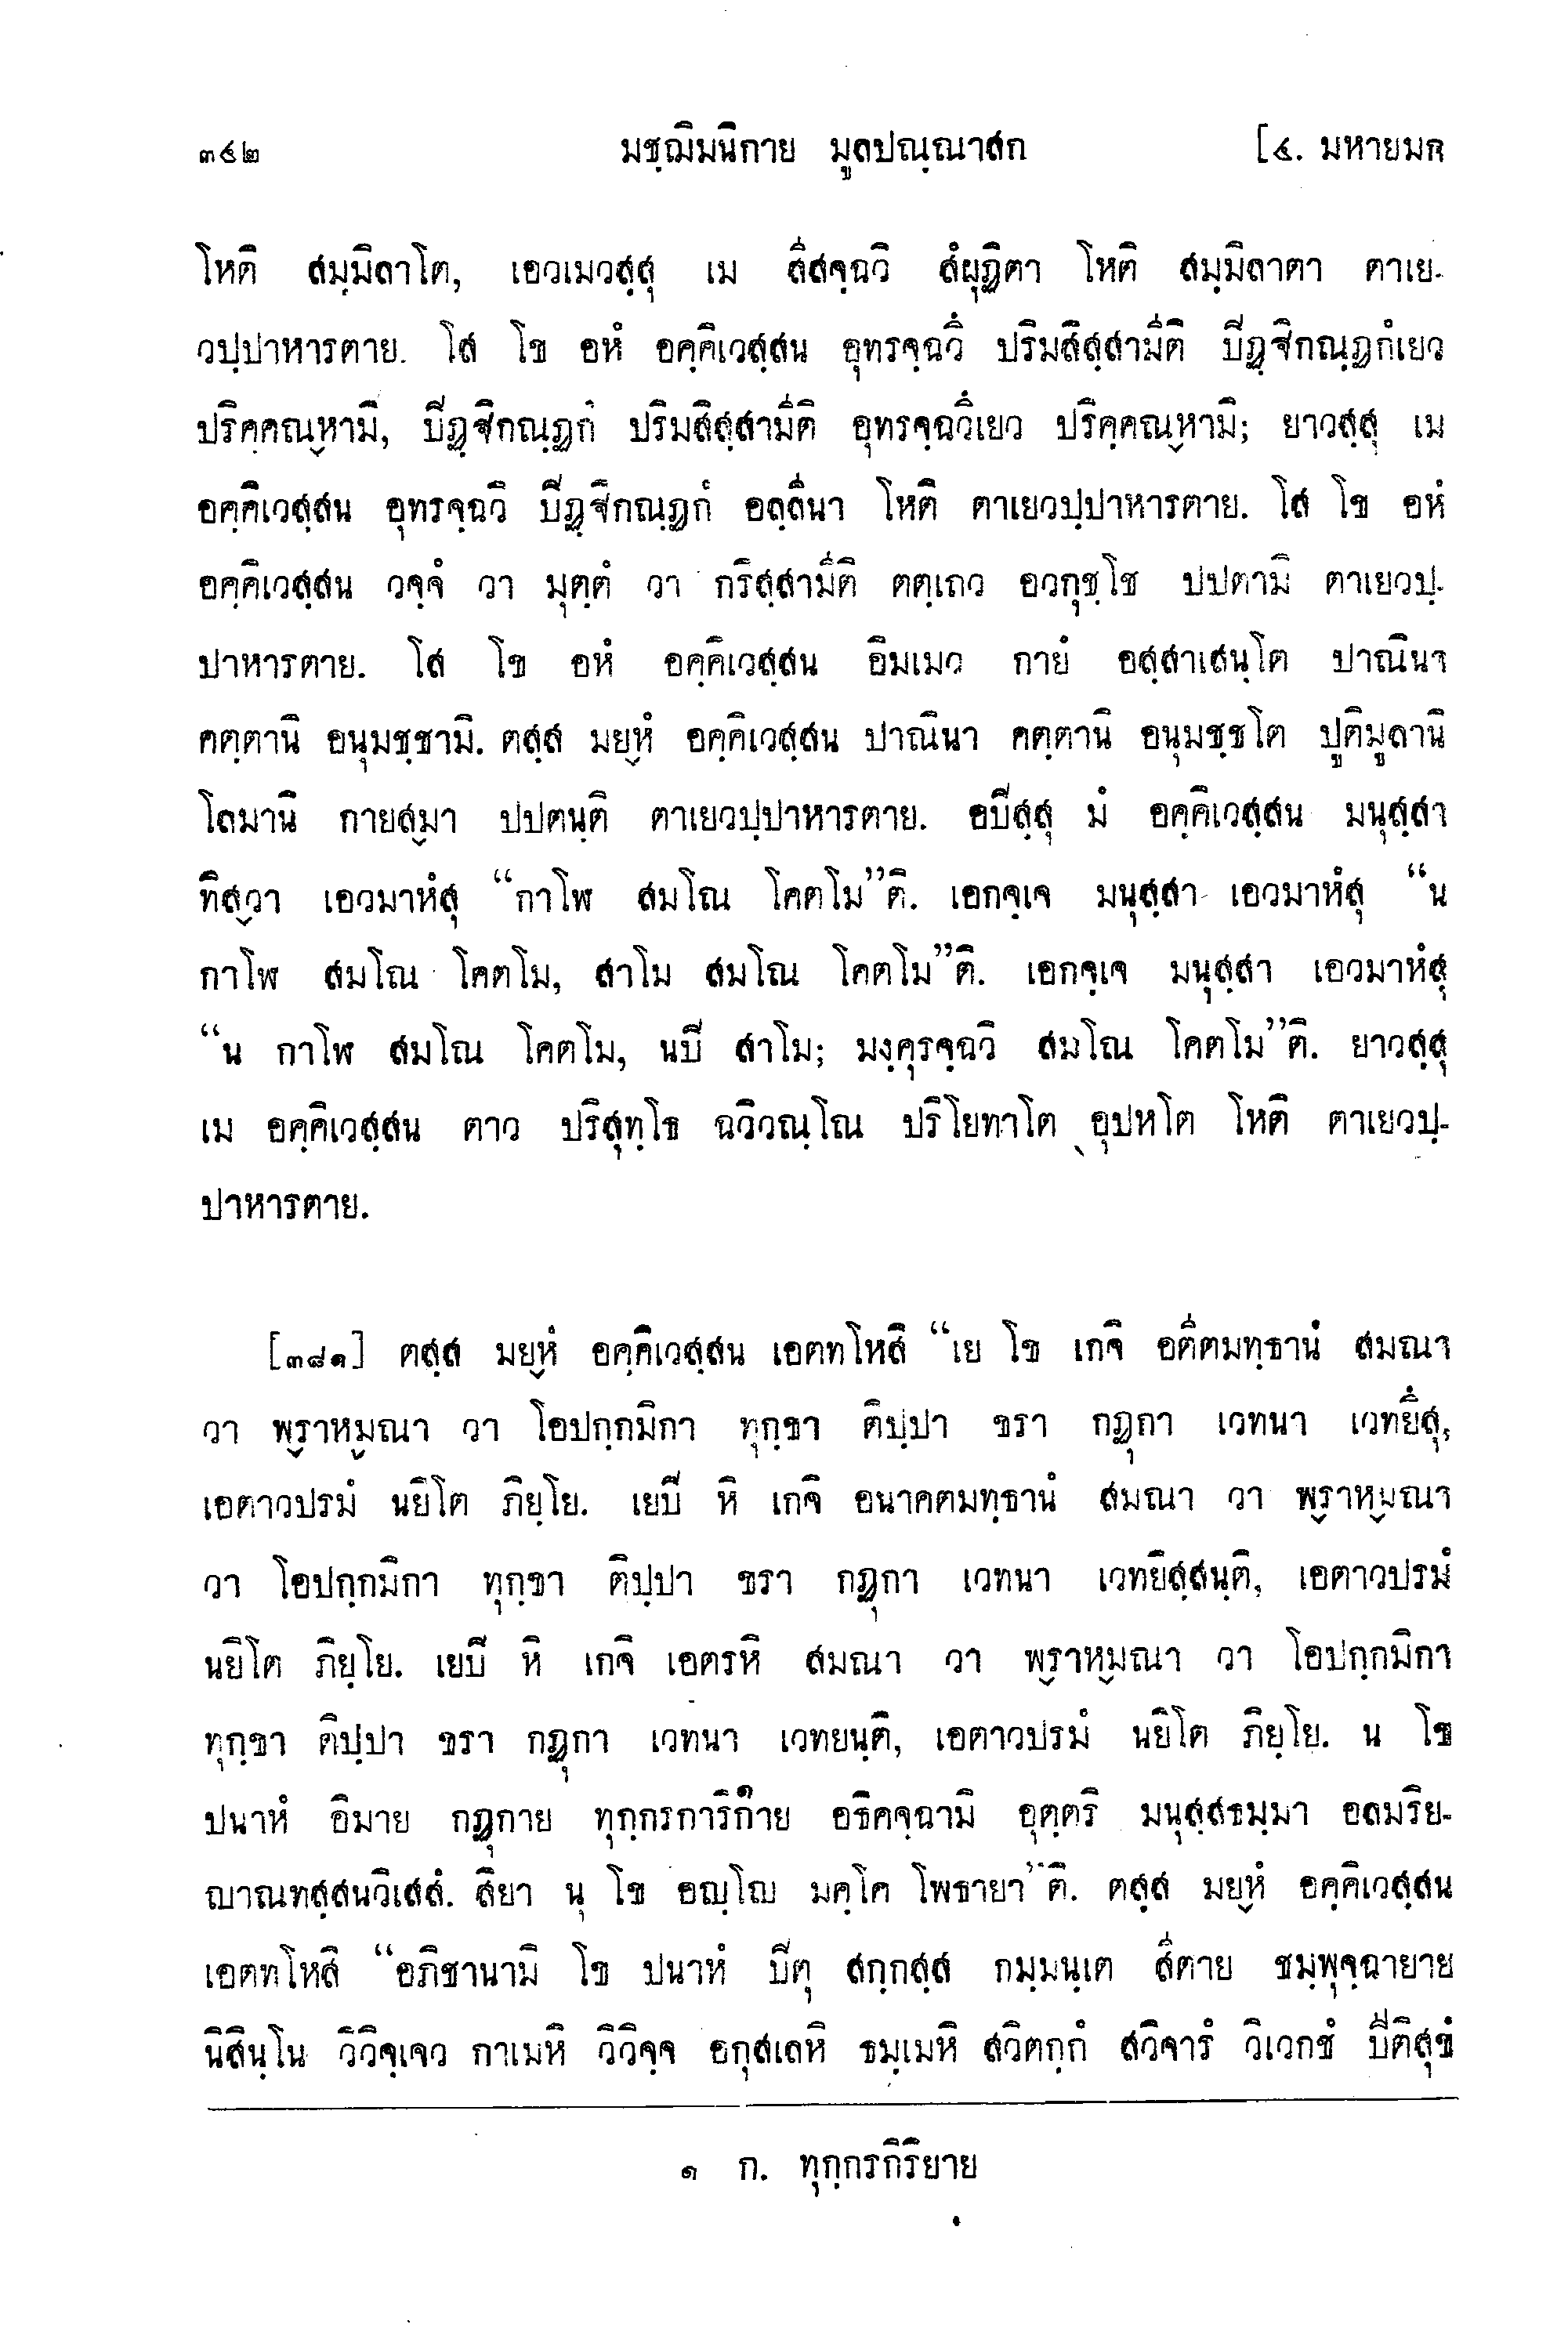 ๓๔๒ มชฺฌิมนิกาย มูลปณฺณาสก [๔. มหายมก
โหติ สมฺมิลาโต, เอวเมวสฺสุ เม สีสจฺฉวิ สํผุฏิตา โหติ สมฺมิลาตา ตาเย-
วปฺปาหารตาย. โส โข อหํ อคฺคิเวสฺสน อุทรจฺฉวึ ปริมสิสฺสามีติ ปิฏฺฐิกณฺฏกํเยว
ปริคฺคณ๎หามิ, ปิฏฺฐิกณฺฏกํ ปริมสิสฺสามีติ อุทรจฺฉวึเยว ปริคฺคณ๎หามิ; ยาวสฺสุ เม
อคฺคิเวสฺสน อุทรจฺฉวิ ปิฏฺฐิกณฺฏกํ อลฺลีนา โหติ ตาเยวปฺปาหารตาย. โส โข อหํ
อคฺคิเวสฺสน วจฺจํ วา มุตฺตํ วา กริสฺสามีติ ตตฺเถว อวกุชฺโช ปปตามิ ตาเยวปฺ-
ปาหารตาย. โส โข อหํ อคฺคิเวสฺสน อิมเมว กายํ อสฺสาเสนฺโต ปาณินา
คตฺตานิ อนุมชฺชามิ. ตสฺส มย๎หํ อคฺคิเวสฺสน ปาณินา คตฺตานิ อนุมชฺชโต ปูติมูลานิ
โลมานิ กายส๎มา ปปตนฺติ ตาเยวปฺปาหารตาย. อปิสฺสุ มํ อคฺคิเวสฺสน มนุสฺสา
ทิส๎วา เอวมาหํสุ “กาโฬ สมโณ โคตโม”ติ. เอกจฺเจ มนุสฺสา เอวมาหํสุ “น
กาโฬ สมโณ โคตโม, สาโม สมโณ โคตโม”ติ. เอกจฺเจ มนุสฺสา เอวมาหํสุ
“น กาโฬ สมโณ โคตโม, นปิ สาโม; มงฺคุรจฺฉวิ สมโณ โคตโม”ติ. ยาวสฺสุ
เม อคฺคิเวสฺสน ตาว ปริสุทฺโธ ฉวิวณฺโณ ปริโยทาโต อุปหโต โหติ ตาเยวปฺ-
ปาหารตาย.
[๓๘๑] ตสฺส มย๎หํ อคฺคิเวสฺสน เอตทโหสิ “เย โข เกจิ อตีตมทฺธานํ สมณา
วา พ๎ราห๎มณา วา โอปกฺกมิกา ทุกฺขา ติปฺปา ขรา กฏุกา เวทนา เวทยึสุ,
เอตาวปรมํ นยิโต ภิยฺโย. เยปิ หิ เกจิ อนาคตมทฺธานํ สมณา วา พ๎ราห๎มณา
วา โอปกฺกมิกา ทุกฺขา ติปฺปา ขรา กฏุกา เวทนา เวทยิสฺสนฺติ, เอตาวปรมํ
นยิโต ภิยฺโย. เยปิ หิ เกจิ เอตรหิ สมณา วา พ๎ราห๎มณา วา โอปกฺกมิกา
ทุกฺขา ติปฺปา ขรา กฏุกา เวทนา เวทยนฺติ, เอตาวปรมํ นยิโต ภิยฺโย. น โข
ปนาหํ อิมาย กฏุกาย ทุกฺกรการิก๑าย อธิคจฺฉามิ อุตฺตริ มนุสฺสธมฺมา อลมริย-
ญาณทสฺสนวิเสสํ. สิยา นุ โข อญฺโญ มคฺโค โพธายา”ติ. ตสฺส มย๎หํ อคฺคิเวสฺสน
เอตทโหสิ “อภิชานามิ โข ปนาหํ ปิตุ สกฺกสฺส กมฺมนฺเต สีตาย ชมฺพุจฺฉายาย
นิสินฺโน วิวิจฺเจว กาเมหิ วิวิจฺจ อกุสเลหิ ธมฺเมหิ สวิตกฺกํ สวิจารํ วิเวกชํ ปีติสุขํ
๑ ก. ทุกฺกรกิริยาย